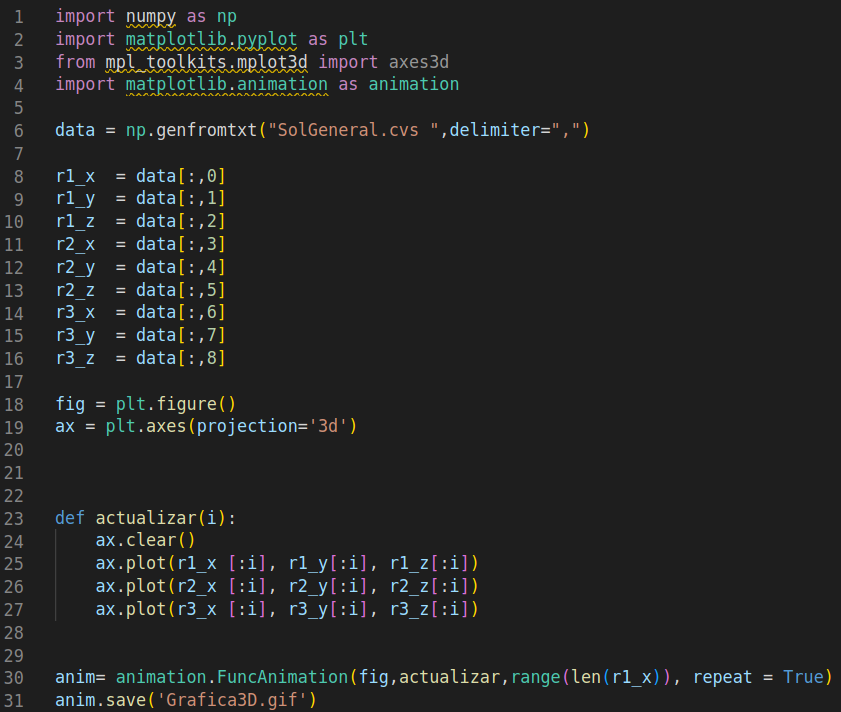 1 import numpy as np
2 import matplotlib.pyplot as plt
3 from mpl_toolkits.mplot3d import axes3d
4 import matplotlib.animation as animation
5
6 data = np.genfromtxt("SolGeneral.cvs ",delimiter=",")
7
8 r1_x  = data[:,0]
9 r1_y  = data[:,1]
10 r1_z  = data[:,2]
11 r2_x  = data[:,3]
12 r2_y  = data[:,4]
13 r2_z  = data[:,5]
14 r3_x  = data[:,6]
15 r3_y  = data[:,7]
16 r3_z  = data[:,8]
17
18 fig = plt.figure()
19 ax = plt.axes(projection='3d')
20
21
22
23 def actualizar(i):
24     ax.clear()
25     ax.plot(r1_x [:i], r1_y[:i], r1_z[:i])
26     ax.plot(r2_x [:i], r2_y[:i], r2_z[:i])
27     ax.plot(r3_x [:i], r3_y[:i], r3_z[:i])
28
29
30 anim= animation.FuncAnimation(fig,actualizar,range(len(r1_x)), repeat = True)
31 anim.save('Grafica3D.gif')